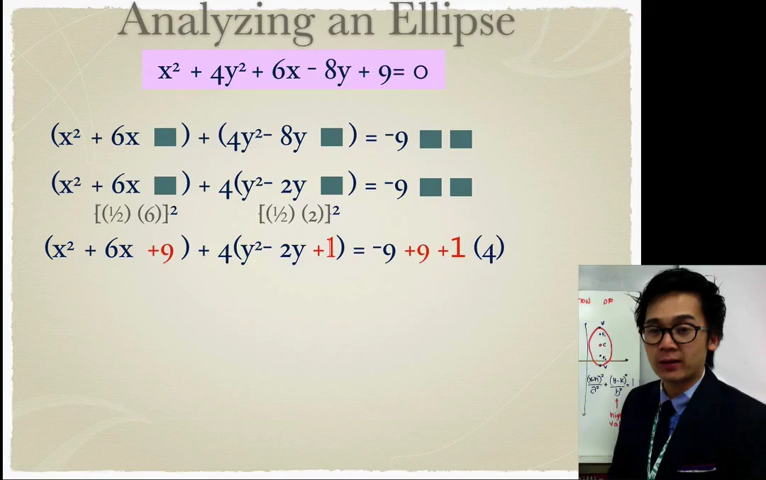 Analyzing an Ellipse
x² + 4y² + 6x - 8y + 9= 0
(x² + 6x ) + (4y²- 8y ) = -9
(x² + 6x ) + 4(y²- 2y ) = -9
[(½) (6)]² [(½) (2)]²
(x² + 6x +9 ) + 4(y²- 2y +1) = -9 +9 +1 (4)
OF
V
C
V